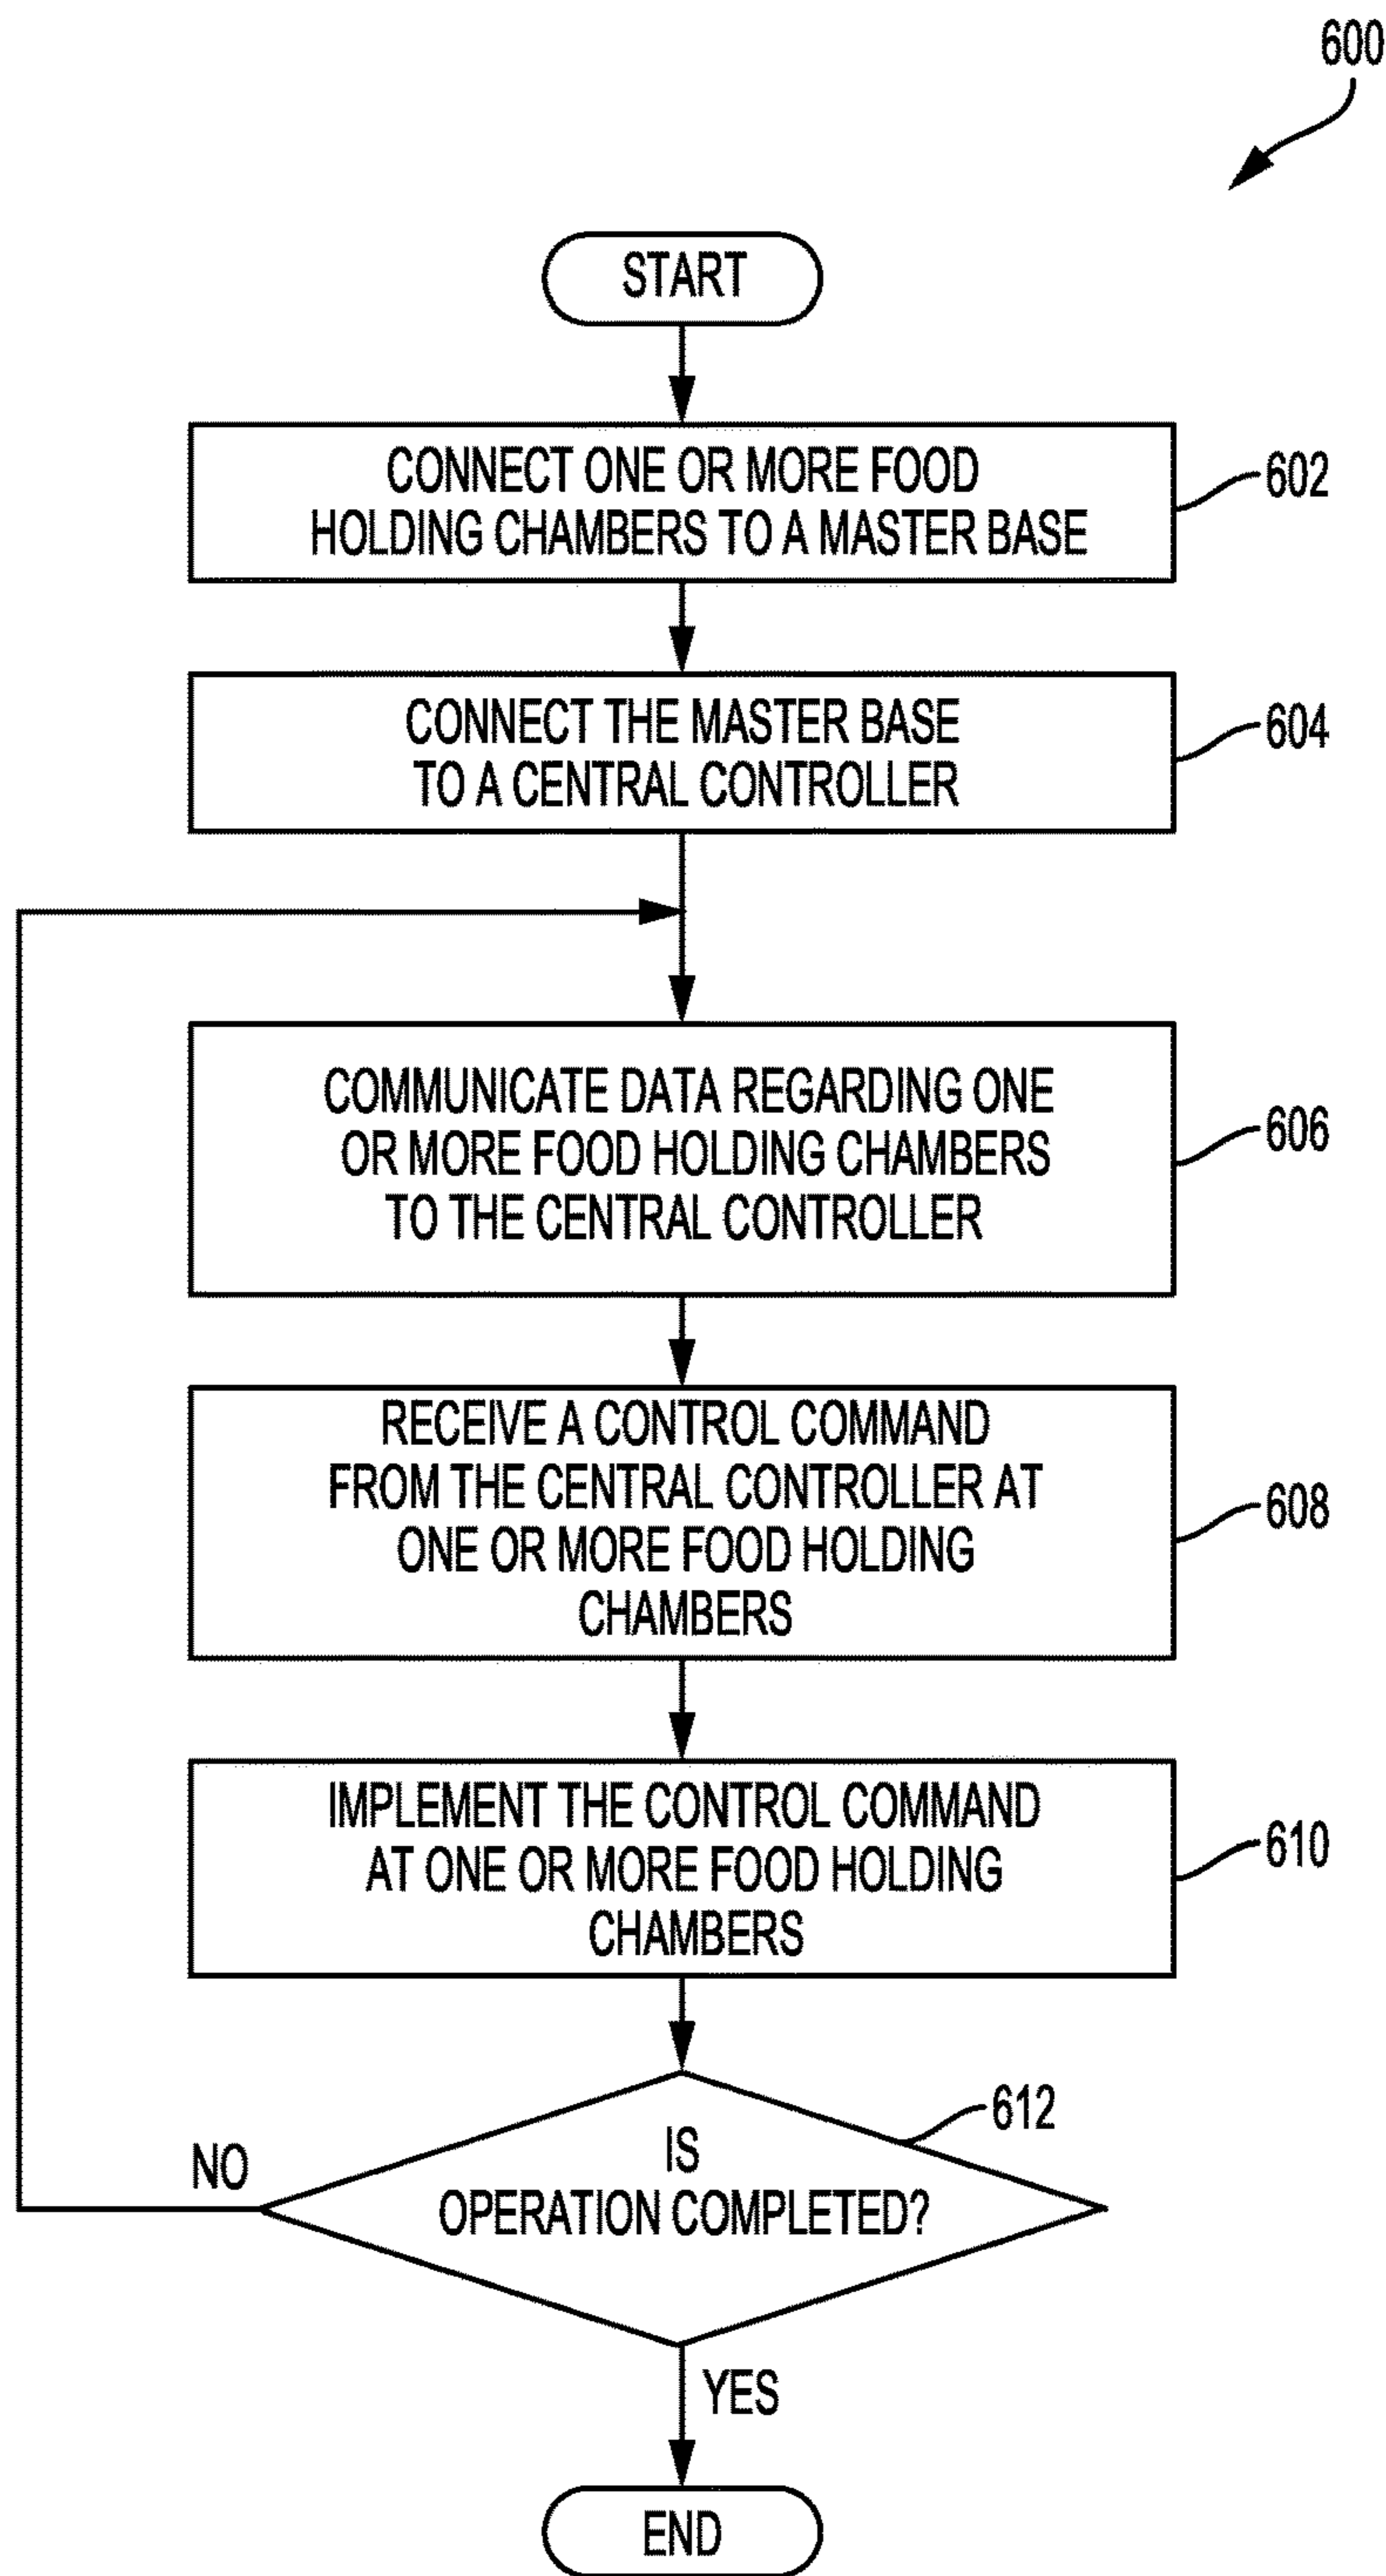 600
START
CONNECT ONE OR MORE FOOD
HOLDING CHAMBERS TO A MASTER BASE
602
CONNECT THE MASTER BASE
TO A CENTRAL CONTROLLER
604
COMMUNICATE DATA REGARDING ONE
OR MORE FOOD HOLDING CHAMBERS
TO THE CENTRAL CONTROLLER
606
RECEIVE A CONTROL COMMAND
FROM THE CENTRAL CONTROLLER AT
ONE OR MORE FOOD HOLDING
CHAMBERS
608
IMPLEMENT THE CONTROL COMMAND
AT ONE OR MORE FOOD HOLDING
CHAMBERS
610
612
NO
IS
OPERATION COMPLETED?
YES
END